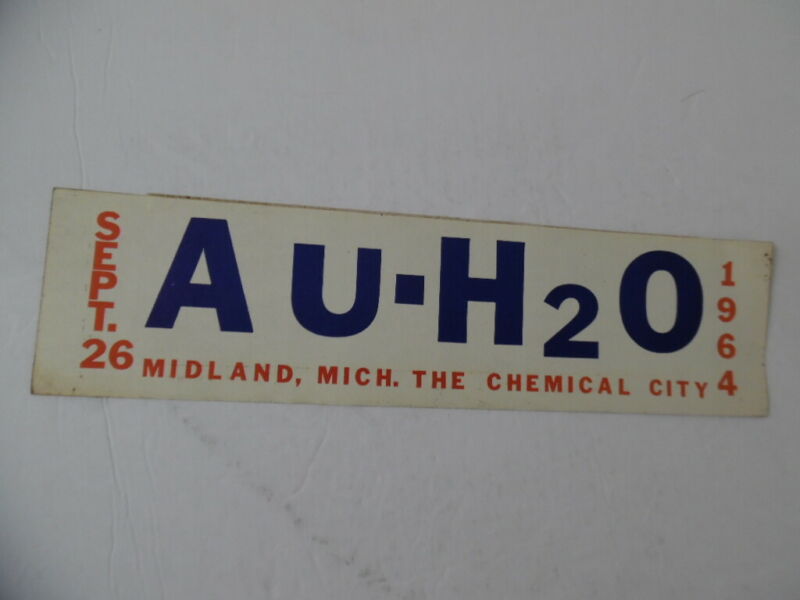 SEPT. 26
AU-H2O
1964
MIDLAND, MICH. THE CHEMICAL CITY